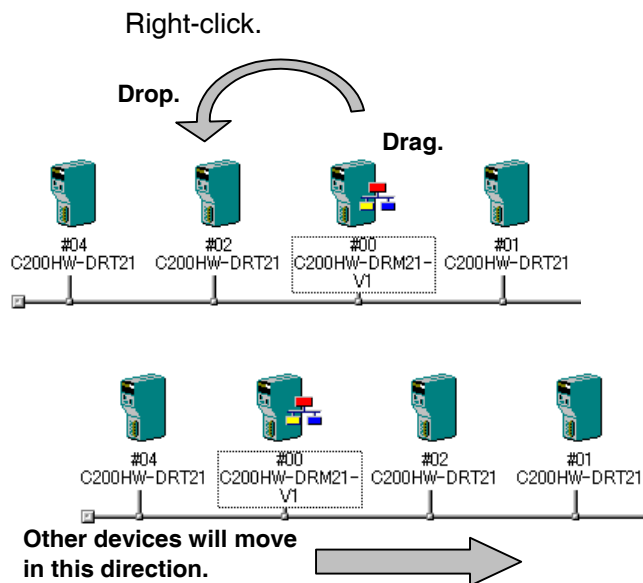 Right-click.
Drop.
Drag.
#04
C200HW-DRT21
#02
C200HW-DRT21
#00
C200HW-DRM21-
V1
#01
C200HW-DRT21
#04
C200HW-DRT21
#00
C200HW-DRM21-
V1
#02
C200HW-DRT21
#01
C200HW-DRT21
Other devices will move
in this direction.